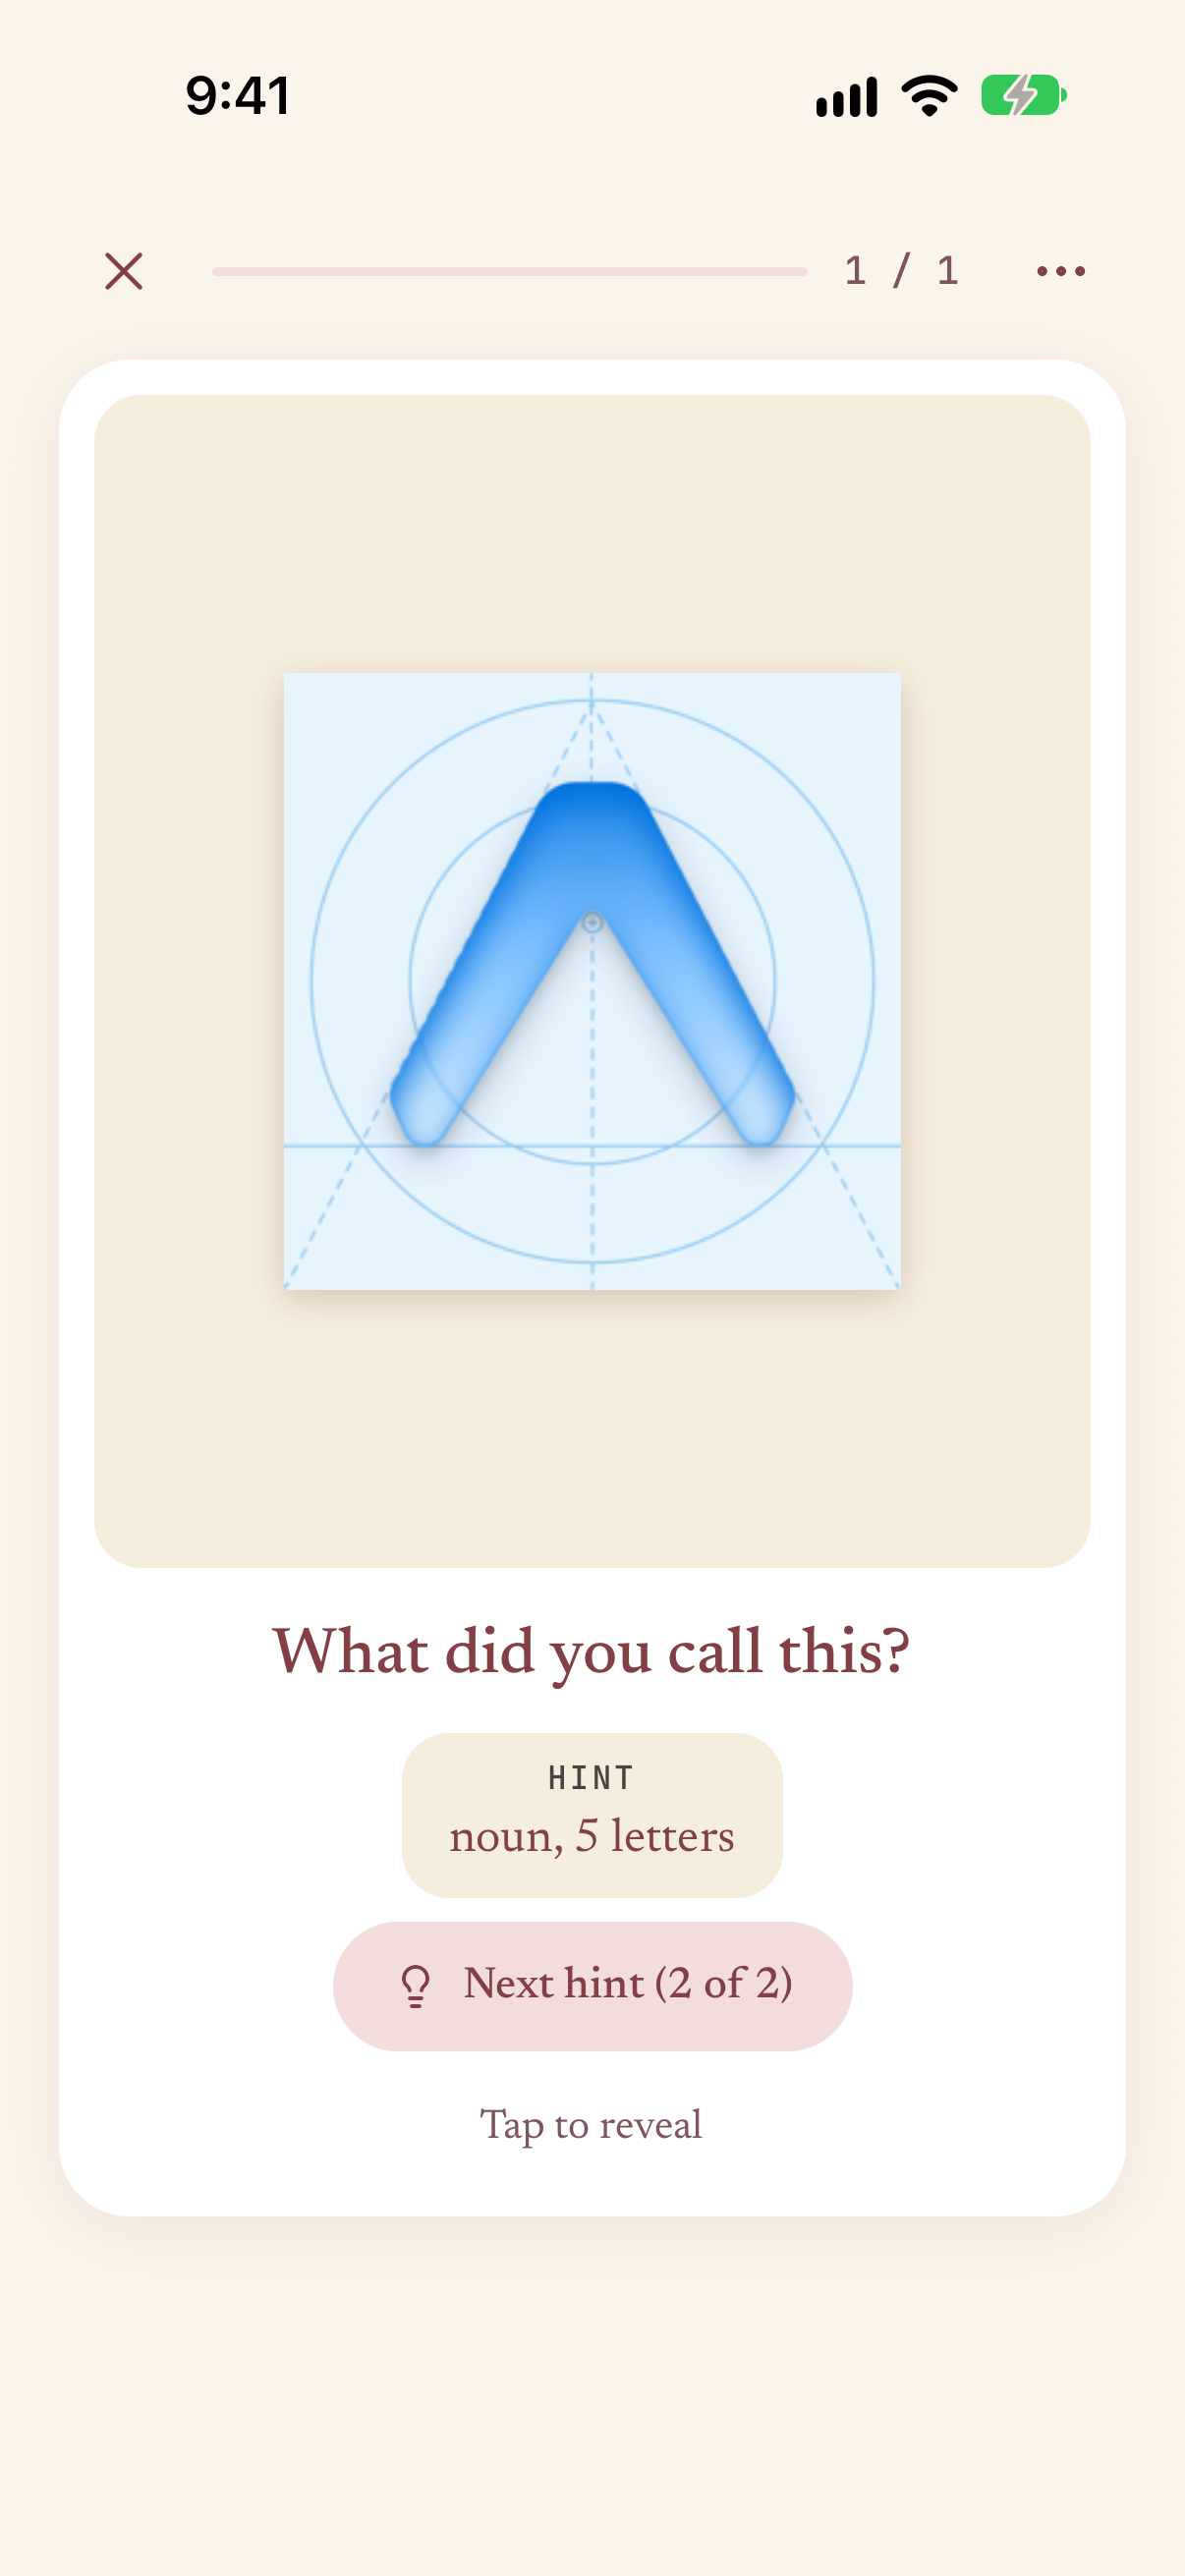 9:41
1 / 1
What did you call this?
HINT
noun, 5 letters
Next hint (2 of 2)
Tap to reveal